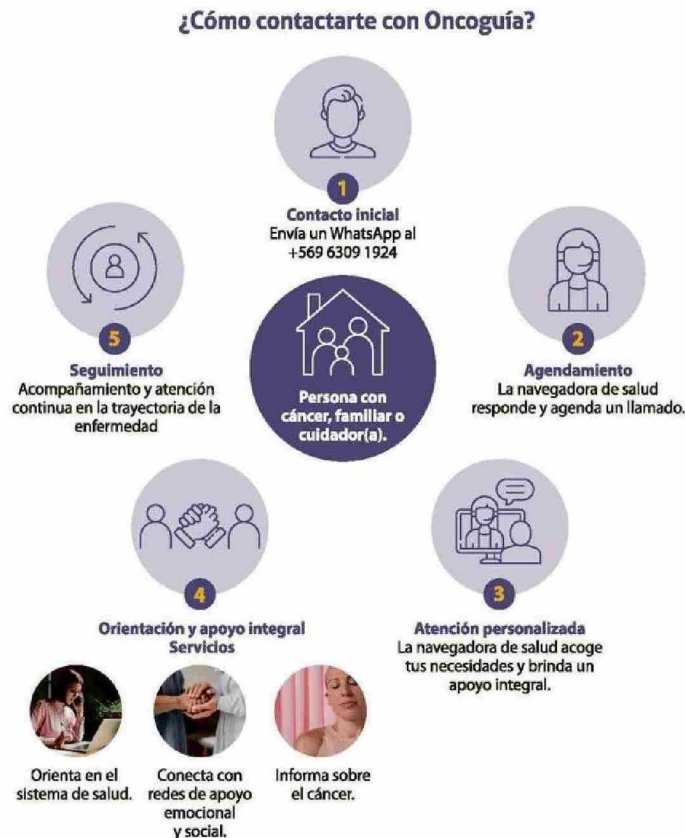 ¿Cómo contactarte con Oncoguía?
1
Contacto inicial
Envía un WhatsApp al
+569 6309 1924
2
Agendamiento
La navegadora de salud
responde y agenda un llamado.
3
Atención personalizada
La navegadora de salud acoge
tus necesidades y brinda un
apoyo integral.
4
Orientación y apoyo integral
Servicios
Orienta en el
sistema de salud.
Conecta con
redes de apoyo
emocional
y social.
Informa sobre
el cáncer.
5
Seguimiento
Acompañamiento y atención
continua en la trayectoria de la
enfermedad
Persona con
cáncer, familiar o
cuidador(a).